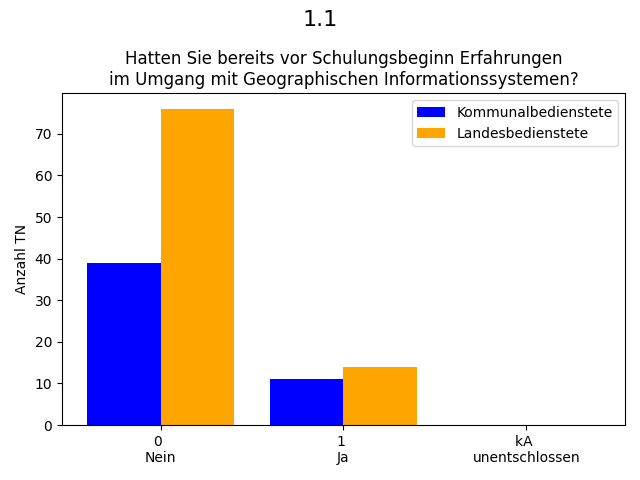 1.1
Hatten Sie bereits vor Schulungsbeginn Erfahrungen
im Umgang mit Geographischen Informationssystemen?
Kommunalbedienstete
Landesbedienstete
Anzahl TN
70
60
50
40
30
20
10
0
0
Nein
1
Ja
kA
unentschlossen